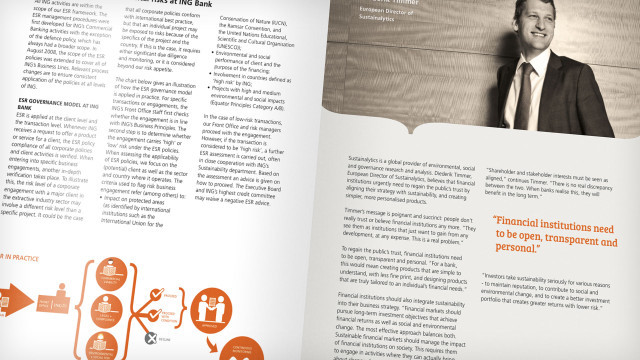 risks at ING Bank
All ING activities are within the
scope of our ESR framework. The
ESR management procedures were
first developed for ING's Commercial
Banking activities with the exception
of the defence policy, which has
always had a broader scope. In
August 2008, the scope of the ESR
policies was extended to cover all of
ING's Business Lines. Relevant process
changes are to ensure consistent
application of the policies at all levels
of ING.
ESR GOVERNANCE MODEL AT ING
BANK
ESR is applied at the client level and
the transaction level. Whenever ING
receives a request to offer a product
or service for a client, the ESR policy
compliance of all corporate policies
and client activities is verified. When
entering into specific business
engagements, another in-depth
verification takes place. To illustrate
this, the risk level of a corporate
engagement with a major client in
the extractive industry may
involve a different risk level than a
specific project. It could be the case
that all corporate policies conform
with international best practice,
but that an individual project may
be exposed to risks because of the
specifics of the project and the
country. If this is the case, it requires
either significant due diligence
and monitoring, or it is considered
beyond our risk appetite.
The chart below gives an illustration
of how the ESR governance model
is applied in practice. For specific
transactions or engagements, the
ING's Front Office staff first checks
whether the engagement is in line
with ING's Business Principles. The
second step is to determine whether
the engagement carries 'high' or
'low' risk under the ESR policies.
When assessing the applicability
of ESR policies, we focus on the
(potential) client as well as the sector
and country where it operates. The
criteria used to flag risk business
engagement refer (among others) to:
• Impact on protected areas
(as identified by international
institutions such as the
International Union for the
Conservation of Nature (IUCN),
the Ramsar Convention, and
the United Nations Educational,
Scientific and Cultural Organization
(UNESCO);
• Environmental and social
performance of client and the
purpose of the financing;
• Involvement in countries defined as
'high risk' by ING;
• Projects with high and medium
environmental and social impacts
(Equator Principles Category A/B).
In the case of low-risk transactions,
our Front Office and risk managers
proceed with the engagement.
However, if the transaction is
considered to be 'high risk', a further
ESR assessment is carried out, often
in close cooperation with ING's
Sustainability department. Based on
the assessment an advice is given on
how to proceed. The Executive Board
and ING's highest credit committee
may waive a negative ESR advice.
IN PRACTICE
Timmer
European Director of
Sustainalytics
Sustainalytics is a global provider of environmental, social
and governance research and analysis. Diederik Timmer,
European Director of Sustainalytics, believes that financial
institutions urgently need to regain the public's trust by
aligning their strategy with sustainability, and creating
simpler, more personalised products.
Timmer's message is poignant and succinct: people don't
really trust or believe financial institutions any more. "They
see them as institutions that just want to gain from any
development, at any expense. This is a real problem."
To regain the public's trust, financial institutions need
to be open, transparent and personal. "For a bank,
this would mean creating products that are simple to
understand, with less fine print, and designing products
that are truly tailored to an individual's financial needs."
Financial institutions should also integrate sustainability
into their business strategy. "Financial markets should
pursue long-term investment objectives that achieve
financial returns as well as social and environmental
change. The most effective approach balances both.
Sustainable financial markets should manage the impact
of financial institutions on society. This requires them
to engage in activities where they can actually bring
"Shareholder and stakeholder interests must be seen as
aligned," continues Timmer. "There is no real discrepancy
between the two. When banks realise this, they will
benefit in the long term."
"Financial institutions need
to be open, transparent and
personal."
"Investors take sustainability seriously for various reasons
- to maintain reputation, to contribute to social and
environmental change, and to create a better investment
portfolio that creates greater returns with lower risk."